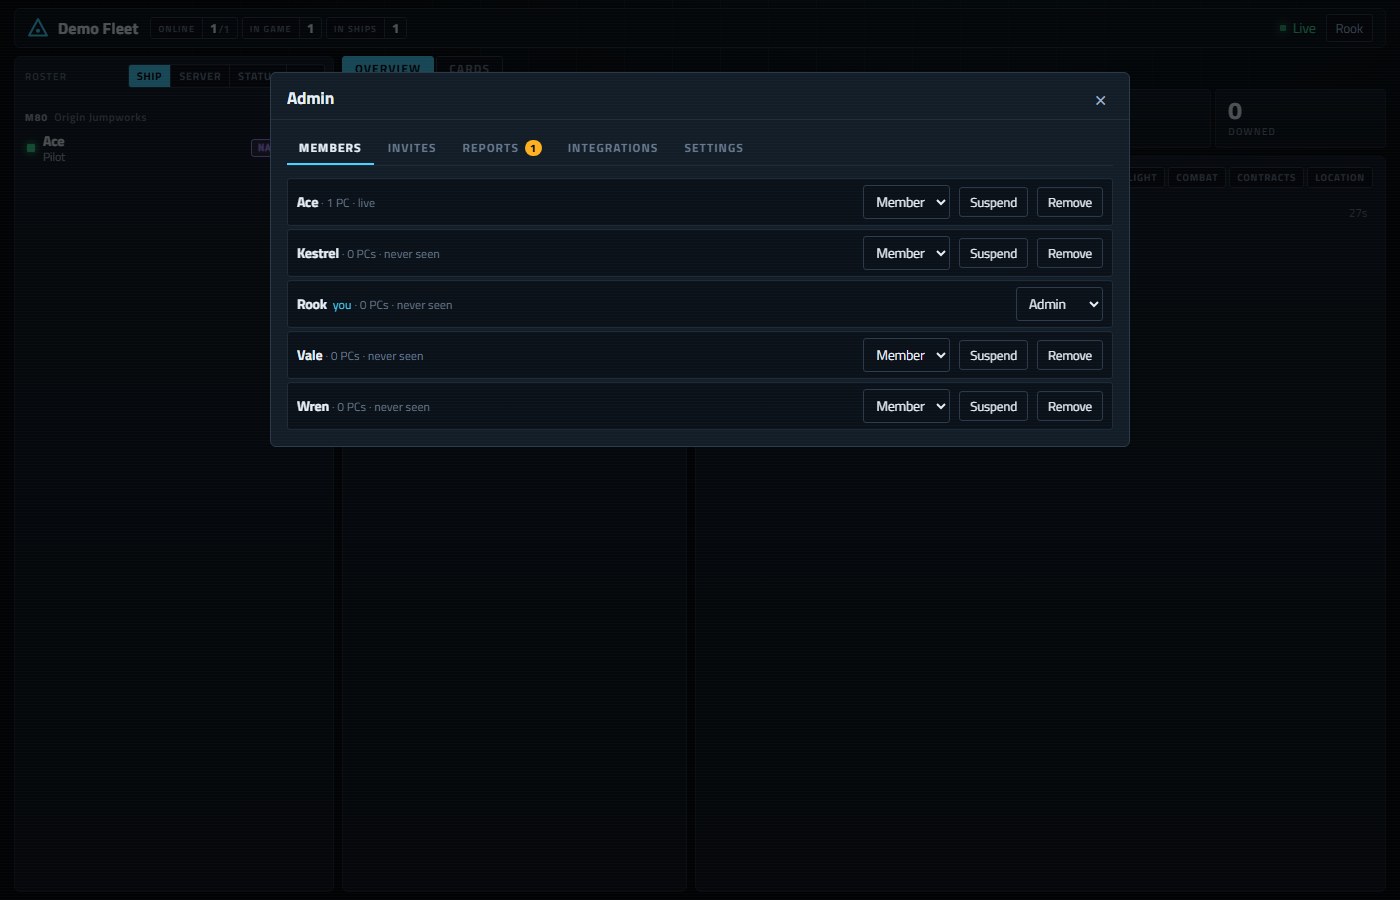 Demo Fleet ONLINE 1/1 IN GAME 1 IN SHIPS 1 Live Rook
ROSTER SHIP SERVER STATU
OVERVIEW CARDS
M80 Origin Jumpworks
Ace
Pilot
NA
0
DOWNED
LIGHT COMBAT CONTRACTS LOCATION
27s
Admin ×
MEMBERS INVITES REPORTS 1 INTEGRATIONS SETTINGS
Ace · 1 PC · live Member Suspend Remove
Kestrel · 0 PCs · never seen Member Suspend Remove
Rook you · 0 PCs · never seen Admin
Vale · 0 PCs · never seen Member Suspend Remove
Wren · 0 PCs · never seen Member Suspend Remove